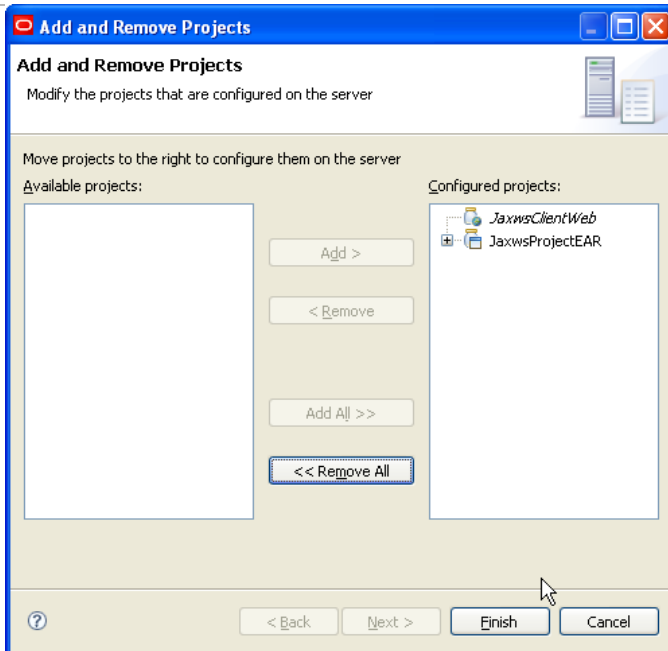 Add and Remove Projects
Add and Remove Projects
Modify the projects that are configured on the server
Move projects to the right to configure them on the server
Available projects:
Configured projects:
JaxwsClientWeb
JaxwsProjectEAR
Add >
< Remove
Add All >>
<< Remove All
< Back
Next >
Finish
Cancel